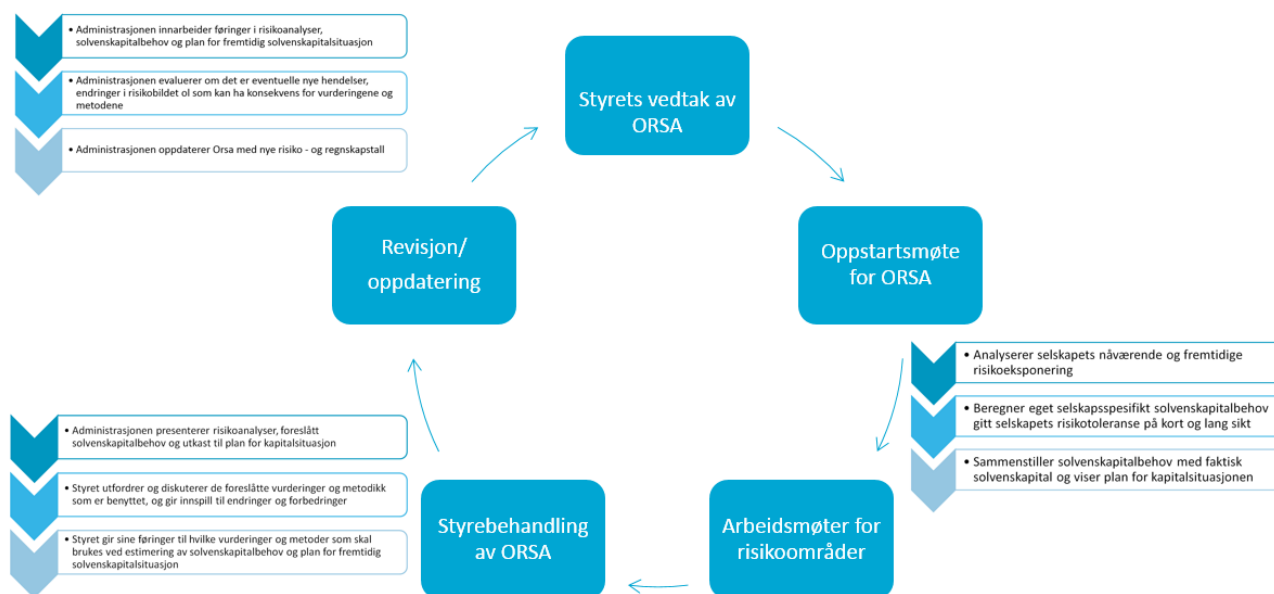 • Administrasjonen innarbeider føringer i risikoanalyser,
solvenskapitalbehov og plan for fremtidig solvenskapitalsituasjon
• Administrasjonen evaluerer om det er eventuelle nye hendelser,
endringer i risikobildet ol som kan ha konsekvens for vurderingene og
metodene
• Administrasjonen oppdaterer Orsa med nye risiko - og regnskapstall
Styrets vedtak av
ORSA
Oppstartsmøte
for ORSA
• Analyserer selskapets nåværende og fremtidige
risikoeksponering
• Beregner eget selskapsspesifikt solvenskapitalbehov
gitt selskapets risikotoleranse på kort og lang sikt
• Sammenstiller solvenskapitalbehov med faktisk
solvenskapital og viser plan for kapitalsituasjonen
Arbeidsmøter for
risikoområder
Styrebehandling
av ORSA
• Administrasjonen presenterer risikoanalyser, foreslått
solvenskapitalbehov og utkast til plan for kapitalsituasjon
• Styret utfordrer og diskuterer de foreslåtte vurderinger og metodikk
som er benyttet, og gir innspill til endringer og forbedringer
• Styret gir sine føringer til hvilke vurderinger og metoder som skal
brukes ved estimering av solvenskapitalbehov og plan for fremtidig
solvenskapitalsituasjon
Revisjon/
oppdatering